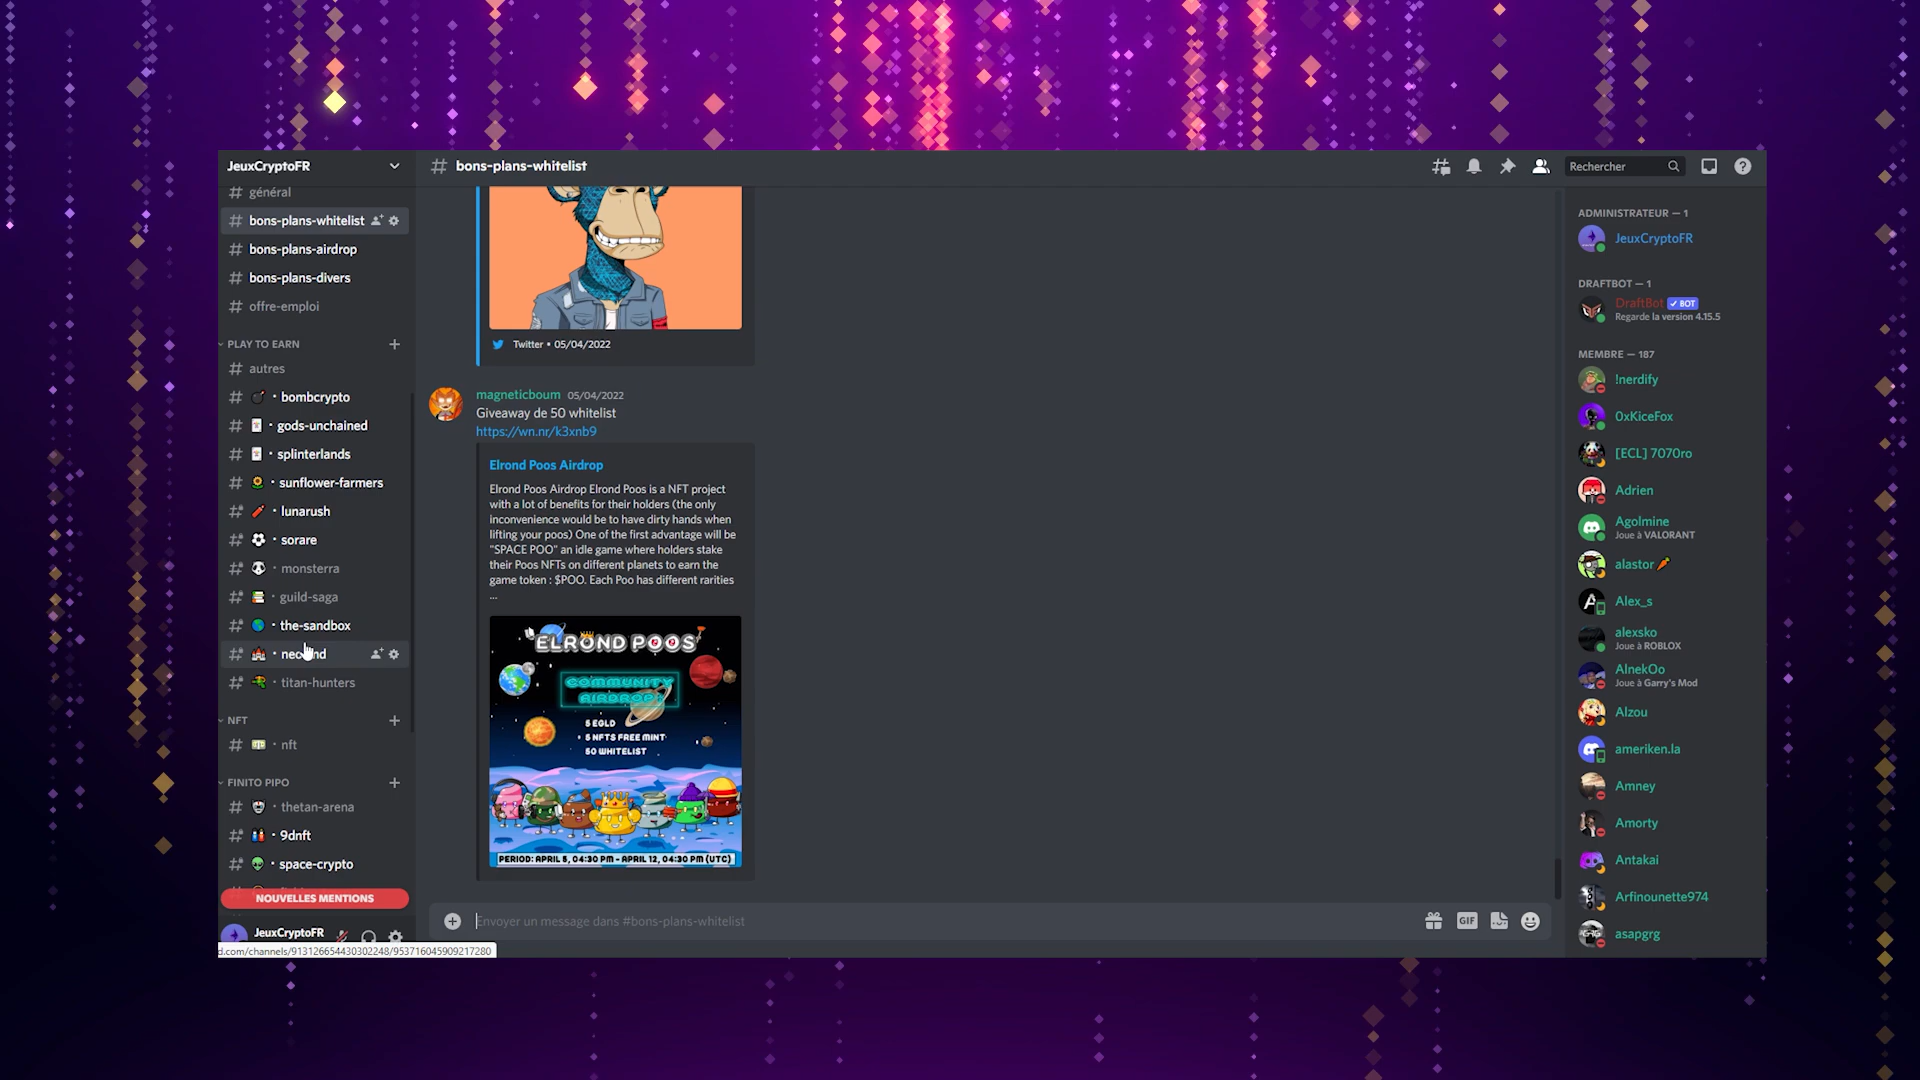 JeuxCryptoFR
général
bons-plans-whitelist
bons-plans-airdrop
bons-plans-divers
offre-emploi
PLAY TO EARN
autres
bombcrypto
gods-unchained
splinterlands
sunflower-farmers
lunarush
sorare
monsterra
guild-saga
the-sandbox
titan-hunters
NFT
nft
FINITO PIPO
thetan-arena
9dnft
space-crypto
NOUVELLES MENTIONS
JeuxCryptoFR
d.com/channels/913126654430302248/953716045909217280
bons-plans-whitelist
Rechercher
Twitter • 05/04/2022
magneticboum 05/04/2022
Giveaway de 50 whitelist
https://wn.nr/k3xnb9
Elrond Poos Airdrop
Elrond Poos Airdrop Elrond Poos is a NFT project
with a lot of benefits for their holders (the only
inconvenience would be to have dirty hands when
lifting your poos) One of the first advantage will be
"SPACE POO" an idle game where holders stake
their Poos NFTs on different planets to earn the
game token : $POO. Each Poo has different rarities
...
ELROND POOS
COMMUNITY
AIRDROP
5 EGLD
• 5 NFTS FREE MINT
50 WHITELIST
PERIOD: APRIL 5, 04:30 PM - APRIL 12, 04:30 PM (UTC)
Envoyer un message dans #bons-plans-whitelist
GIF
ADMINISTRATEUR — 1
JeuxCryptoFR
DRAFTBOT — 1
DraftBot BOT
Regarde la version 4.15.5
MEMBRE — 187
!nerdify
0xKiceFox
[ECL] 7070ro
Adrien
Agolmine
Joue à VALORANT
alastor
Alex_s
alexsko
Joue à ROBLOX
AlnekOo
Joue à Garry's Mod
Alzou
ameriken.la
Amney
Amorty
Antakai
Arfinounette974
asapgrg